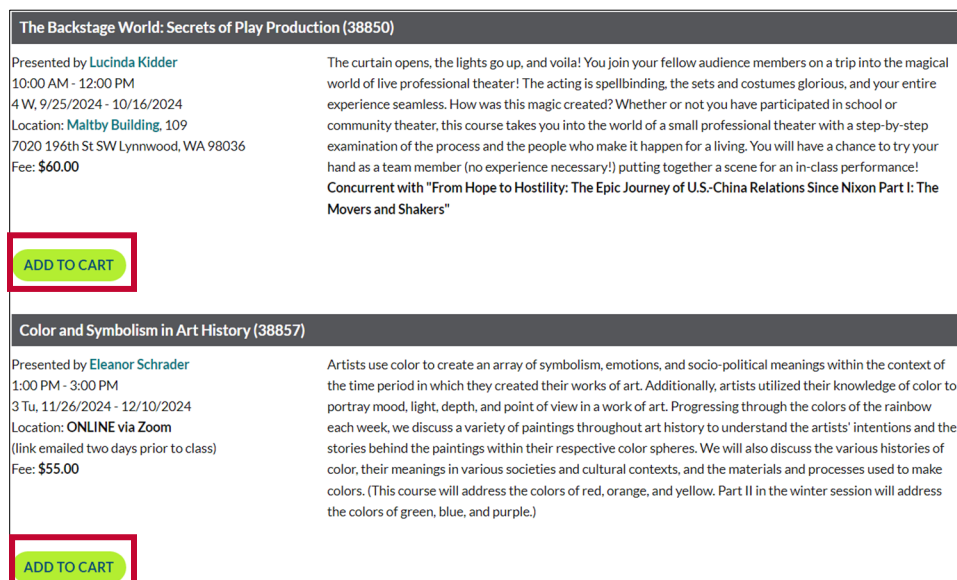 The Backstage World: Secrets of Play Production (38850)
Presented by Lucinda Kidder
10:00 AM - 12:00 PM
4 W, 9/25/2024 - 10/16/2024
Location: Maltby Building, 109
7020 196th St SW Lynnwood, WA 98036
Fee: $60.00
The curtain opens, the lights go up, and voila! You join your fellow audience members on a trip into the magical
world of live professional theater! The acting is spellbinding, the sets and costumes glorious, and your entire
experience seamless. How was this magic created? Whether or not you have participated in school or
community theater, this course takes you into the world of a small professional theater with a step-by-step
examination of the process and the people who make it happen for a living. You will have a chance to try your
hand as a team member (no experience necessary!) putting together a scene for an in-class performance!
Concurrent with "From Hope to Hostility: The Epic Journey of U.S.-China Relations Since Nixon Part I: The
Movers and Shakers"
ADD TO CART
Color and Symbolism in Art History (38857)
Presented by Eleanor Schrader
1:00 PM - 3:00 PM
3 Tu, 11/26/2024 - 12/10/2024
Location: ONLINE via Zoom
(link emailed two days prior to class)
Fee: $55.00
Artists use color to create an array of symbolism, emotions, and socio-political meanings within the context of
the time period in which they created their works of art. Additionally, artists utilized their knowledge of color to
portray mood, light, depth, and point of view in a work of art. Progressing through the colors of the rainbow
each week, we discuss a variety of paintings throughout art history to understand the artists' intentions and the
stories behind the paintings within their respective color spheres. We will also discuss the various histories of
color, their meanings in various societies and cultural contexts, and the materials and processes used to make
colors. (This course will address the colors of red, orange, and yellow. Part II in the winter session will address
the colors of green, blue, and purple.)
ADD TO CART